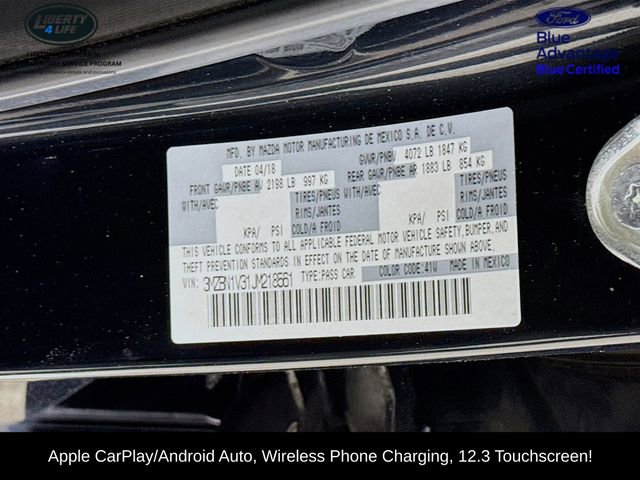 LIBERTY
4 LIFE
COMPLIMENTARY SERVICE PROGRAM
Ford
Blue
Advantage
Blue Certified
MFD. BY MAZDA MOTOR MANUFACTURING DE MEXICO S.A. DE C.V.
DATE 04/18 GVWR/PNBV 4072 LB 1847 KG
FRONT GAWR/PNBE AV 2198 LB 997 KG REAR GAWR/PNBE AR 1883 LB 854 KG
WITH/AVEC TIRES/PNEUS WITH/AVEC TIRES/PNEUS
RIMS/JANTES RIMS/JANTES
KPA/ PSI COLD/A FROID KPA/ PSI COLD/A FROID
THIS VEHICLE CONFORMS TO ALL APPLICABLE FEDERAL MOTOR VEHICLE SAFETY, BUMPER, AND
THEFT PREVENTION STANDARDS IN EFFECT ON THE DATE OF MANUFACTURE SHOWN ABOVE.
VIN: 3MZBN1V31JM218561 TYPE: PASS CAR COLOR CODE: 41W MADE IN MEXICO
Apple CarPlay/Android Auto, Wireless Phone Charging, 12.3 Touchscreen!